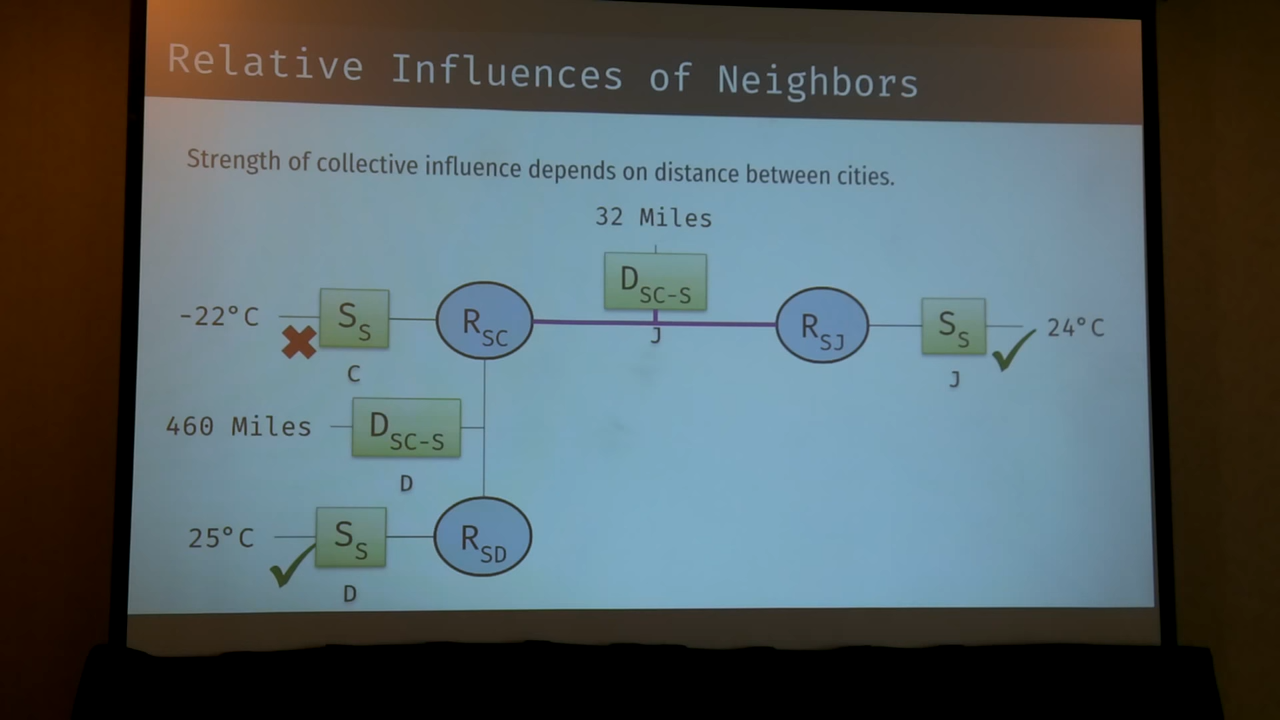 Relative Influences of Neighbors
Strength of collective influence depends on distance between cities.
32 Miles
D SC-S
J
-22°C
S S
C
R SC
R SJ
S S
J
24°C
460 Miles
D SC-S
D
25°C
S S
D
R SD